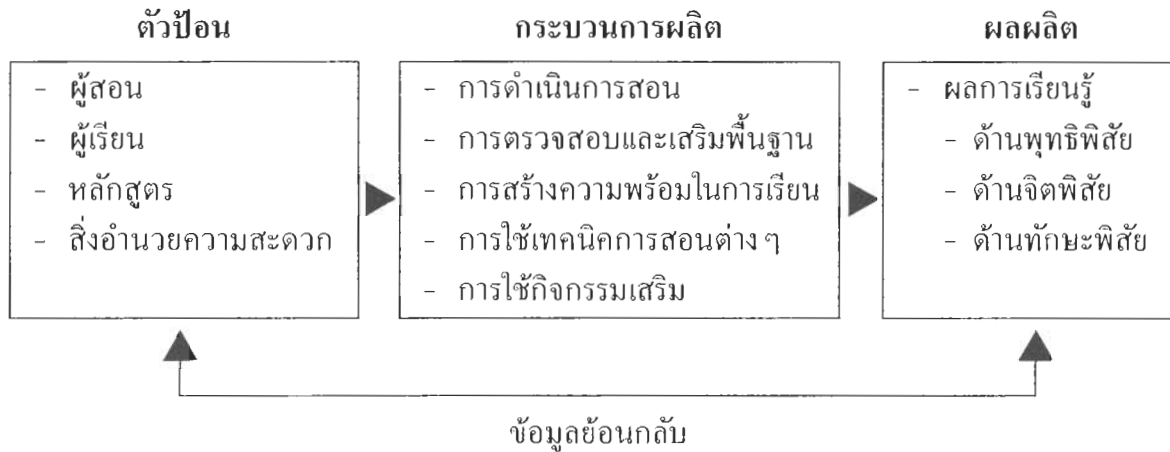 ตัวป้อน
- ผู้สอน
- ผู้เรียน
- หลักสูตร
- สิ่งอำนวยความสะดวก
กระบวนการผลิต
- การดำเนินการสอน
- การตรวจสอบและเสริมพื้นฐาน
- การสร้างความพร้อมในการเรียน
- การใช้เทคนิคการสอนต่าง ๆ
- การใช้กิจกรรมเสริม
ผลผลิต
- ผลการเรียนรู้
- ด้านพุทธิพิสัย
- ด้านจิตพิสัย
- ด้านทักษะพิสัย
ข้อมูลย้อนกลับ